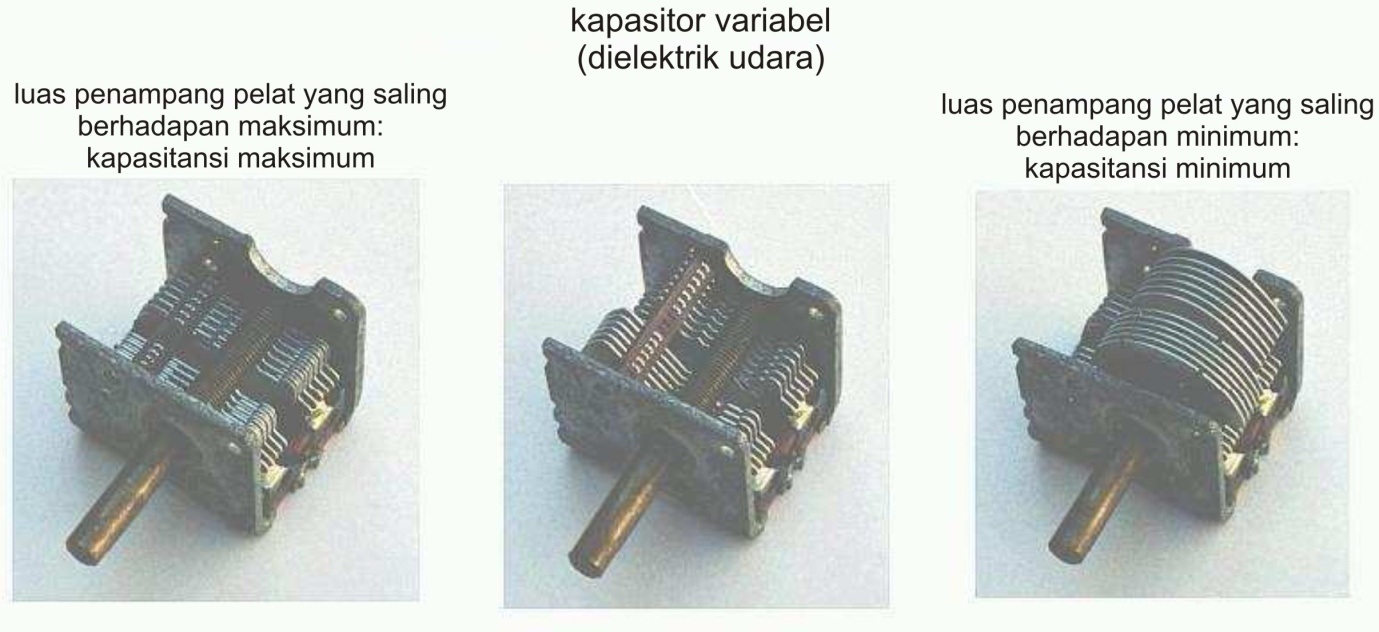 kapasitor variabel
(dielektrik udara)
luas penampang pelat yang saling
berhadapan maksimum:
kapasitansi maksimum
luas penampang pelat yang saling
berhadapan minimum:
kapasitansi minimum